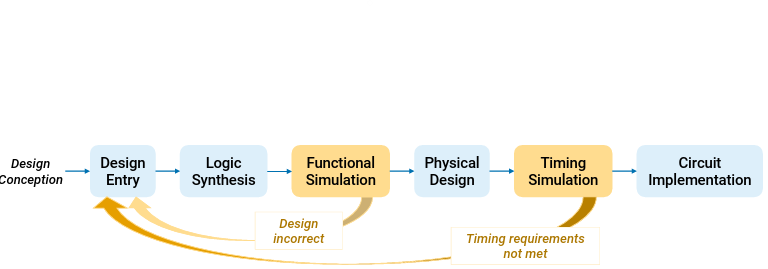 Design
Conception
Design
Entry
Logic
Synthesis
Functional
Simulation
Physical
Design
Timing
Simulation
Circuit
Implementation
Design
incorrect
Timing requirements
not met